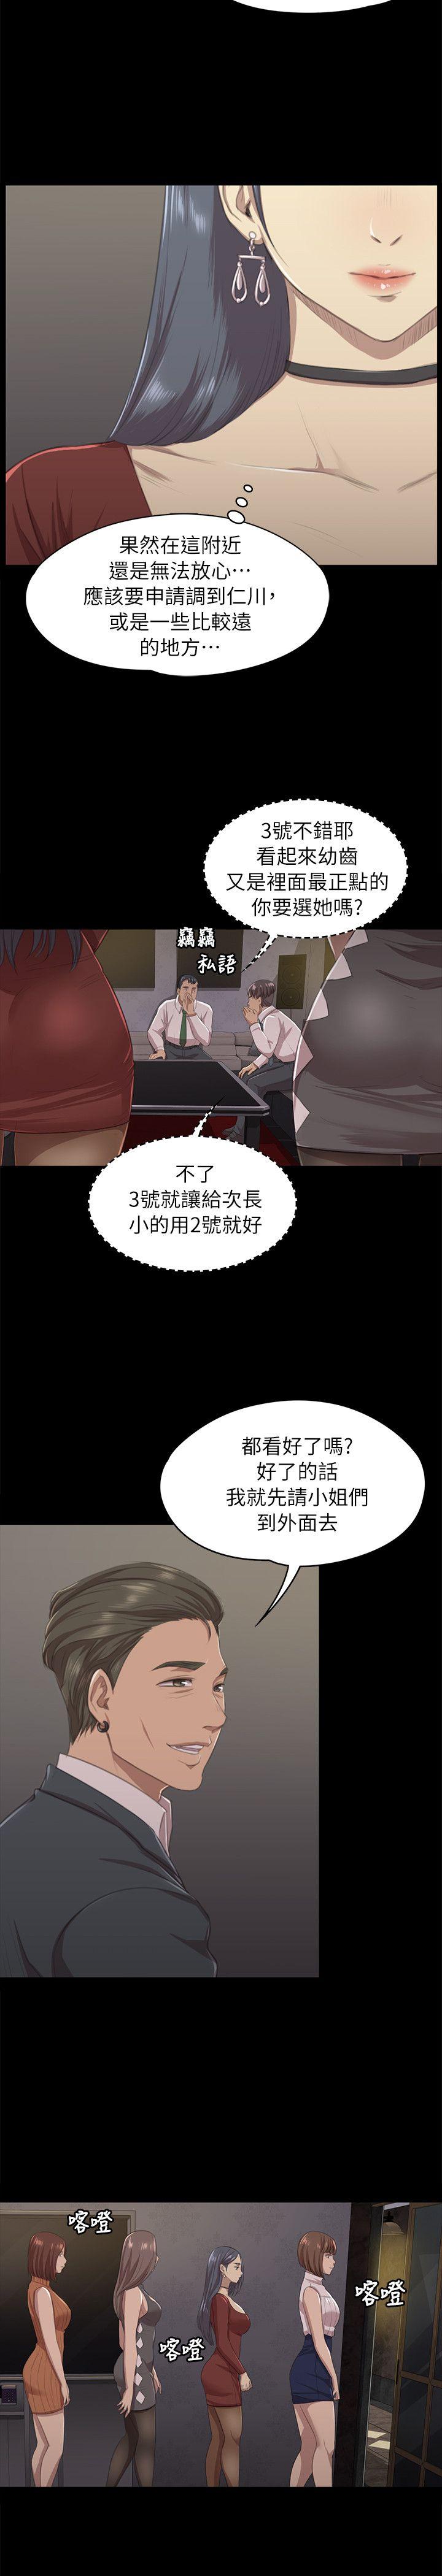 果然在這附近
還是無法放心…
應該要申請調到仁川，
或是一些比較遠
的地方…
3號不錯耶
看起來幼齒
又是裡面最正點的
你要選她嗎?
竊竊
私語
不了
3號就讓給次長
小的用2號就好
都看好了嗎?
好了的話
我就先請小姐們
到外面去
喀噔
喀噔
喀噔